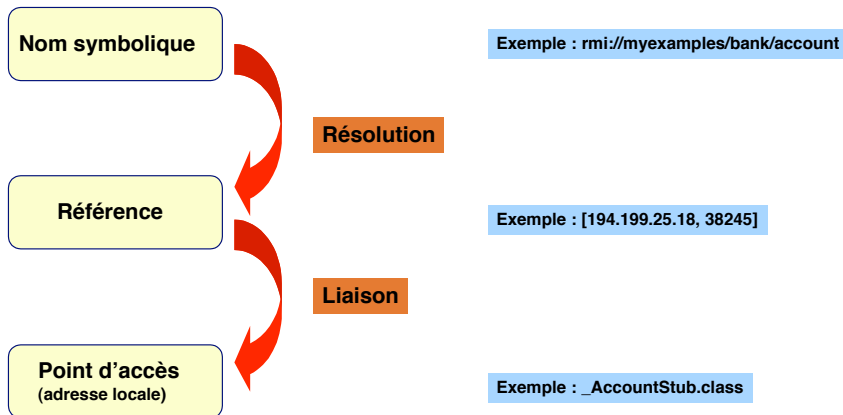 Nom symbolique
Exemple : rmi://myexamples/bank/account
Résolution
Référence
Exemple : [194.199.25.18, 38245]
Liaison
Point d'accès
(adresse locale)
Exemple : _AccountStub.class